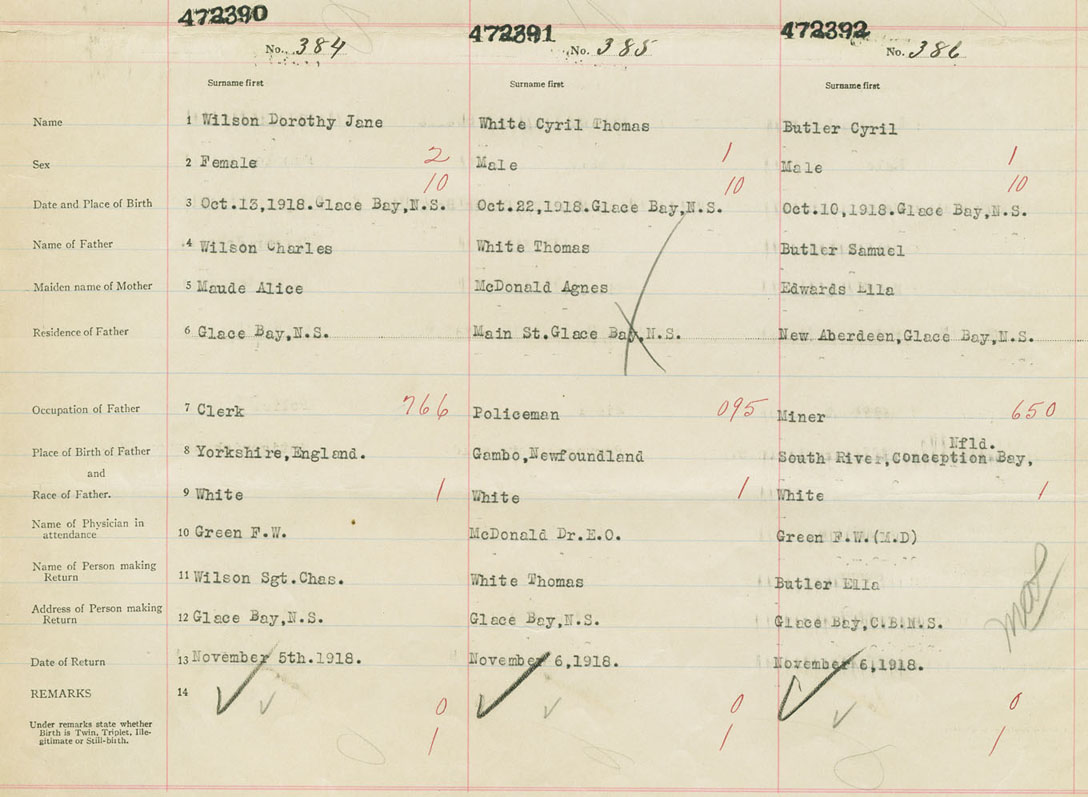 472390 472391 472392
No. 384 No. 385 No. 386
Surname first Surname first Surname first
Name 1 Wilson Dorothy Jane White Cyril Thomas Butler Cyril
Sex 2 Female 2 Male 1 Male 1
10 10 10
Date and Place of Birth 3 Oct.13,1918.Glace Bay,N.S. Oct.22,1918.Glace Bay,N.S. Oct.10,1918.Glace Bay,N.S.
Name of Father 4 Wilson Charles White Thomas Butler Samuel
Maiden name of Mother 5 Maude Alice McDonald Agnes Edwards Ella
Residence of Father 6 Glace Bay,N.S. Main St.Glace Bay,N.S. New Aberdeen,Glace Bay,N.S.
Occupation of Father 7 Clerk 766 Policeman 095 Miner 650
Nfld.
Place of Birth of Father 8 Yorkshire,England. Gambo,Newfoundland South River,Conception Bay,
and
Race of Father. 9 White 1 White 1 White 1
Name of Physician in
attendance 10 Green F.W. McDonald Dr.E.O. Green F.W.(M.D)
Name of Person making
Return 11 Wilson Sgt.Chas. White Thomas Butler Ella
Address of Person making
Return 12 Glace Bay,N.S. Glace Bay,N.S. Glace Bay,C.B.N.S.
Date of Return 13 November 5th.1918. November 6,1918. November 6,1918.
REMARKS 14
0 0 0
Under remarks state whether
Birth is Twin, Triplet, Ille-
gitimate or Still-birth. 1 1 1